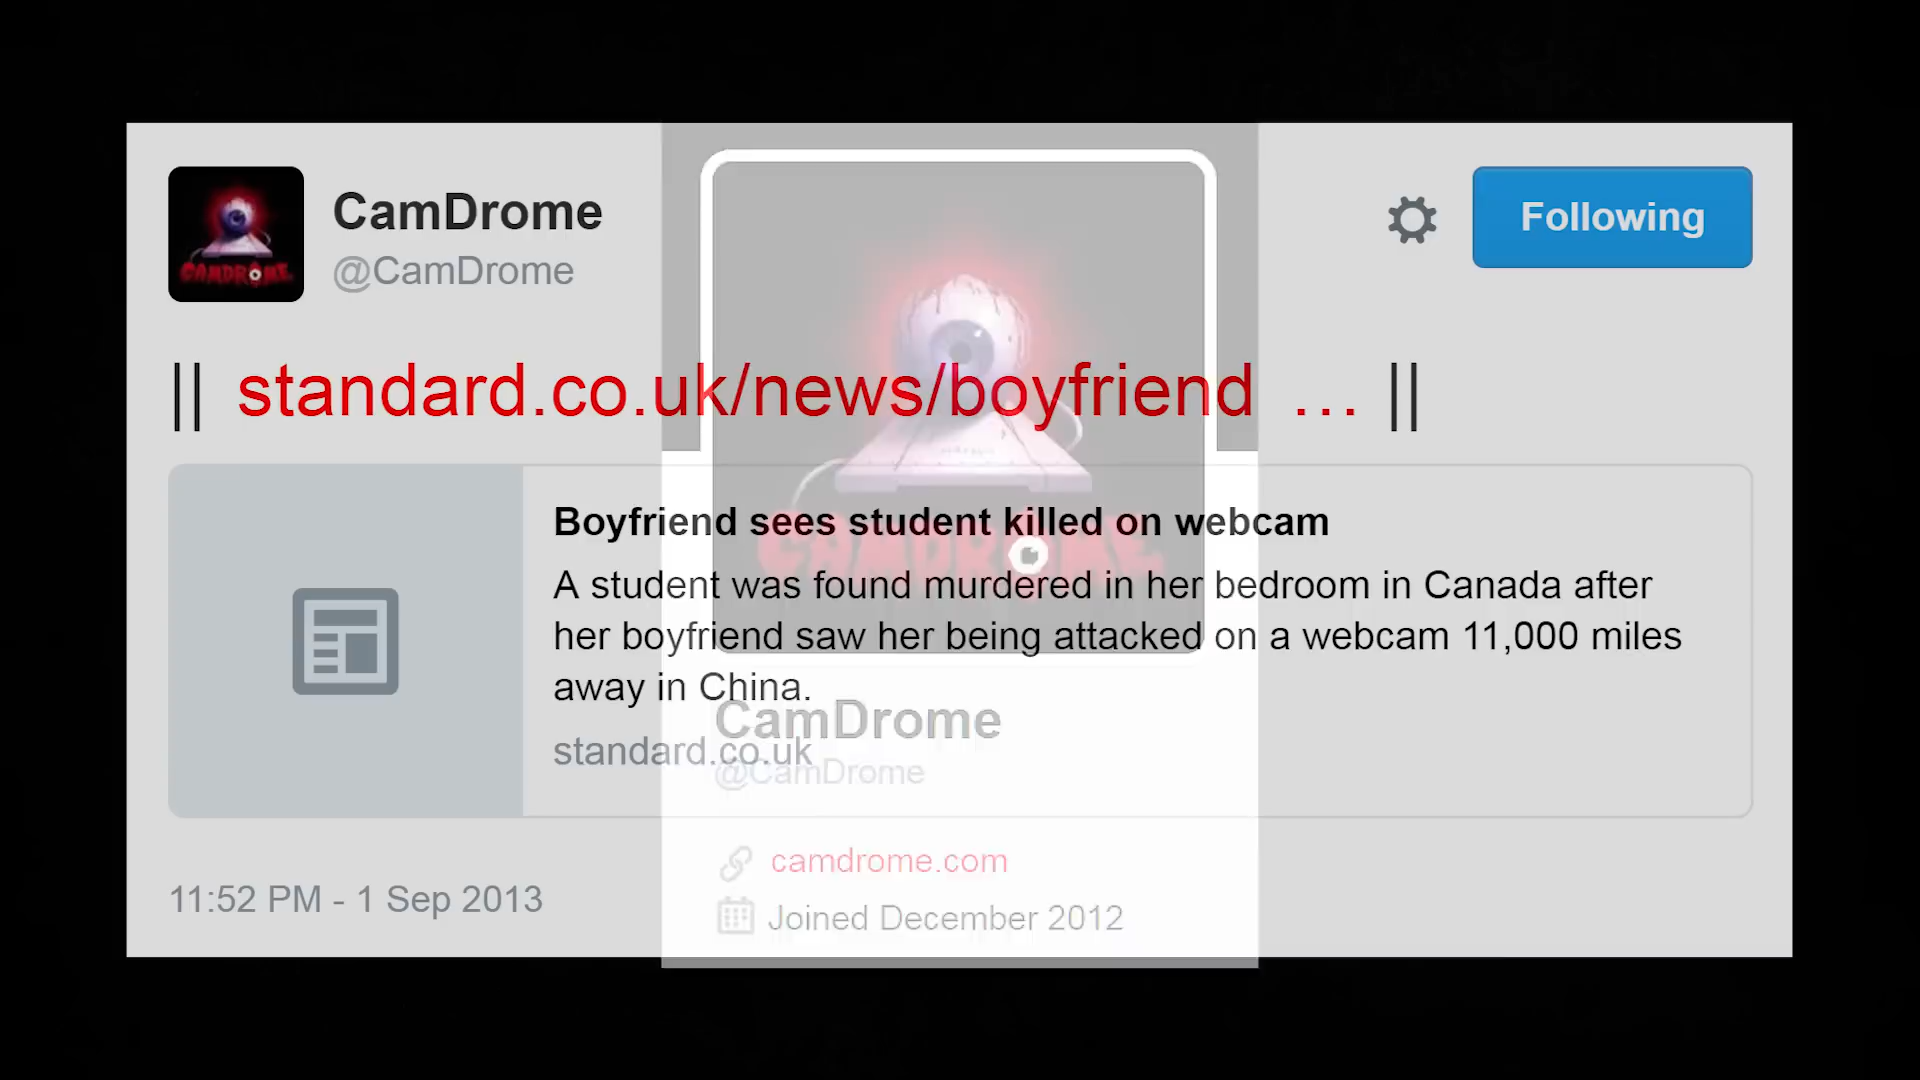 CamDrome
@CamDrome
Following
|| standard.co.uk/news/boyfriend ... ||
Boyfriend sees student killed on webcam
A student was found murdered in her bedroom in Canada after
her boyfriend saw her being attacked on a webcam 11,000 miles
away in China.
standard.co.uk
11:52 PM - 1 Sep 2013
CAMDROME
CAMDROME
CamDrome
@CamDrome
camdrome.com
Joined December 2012